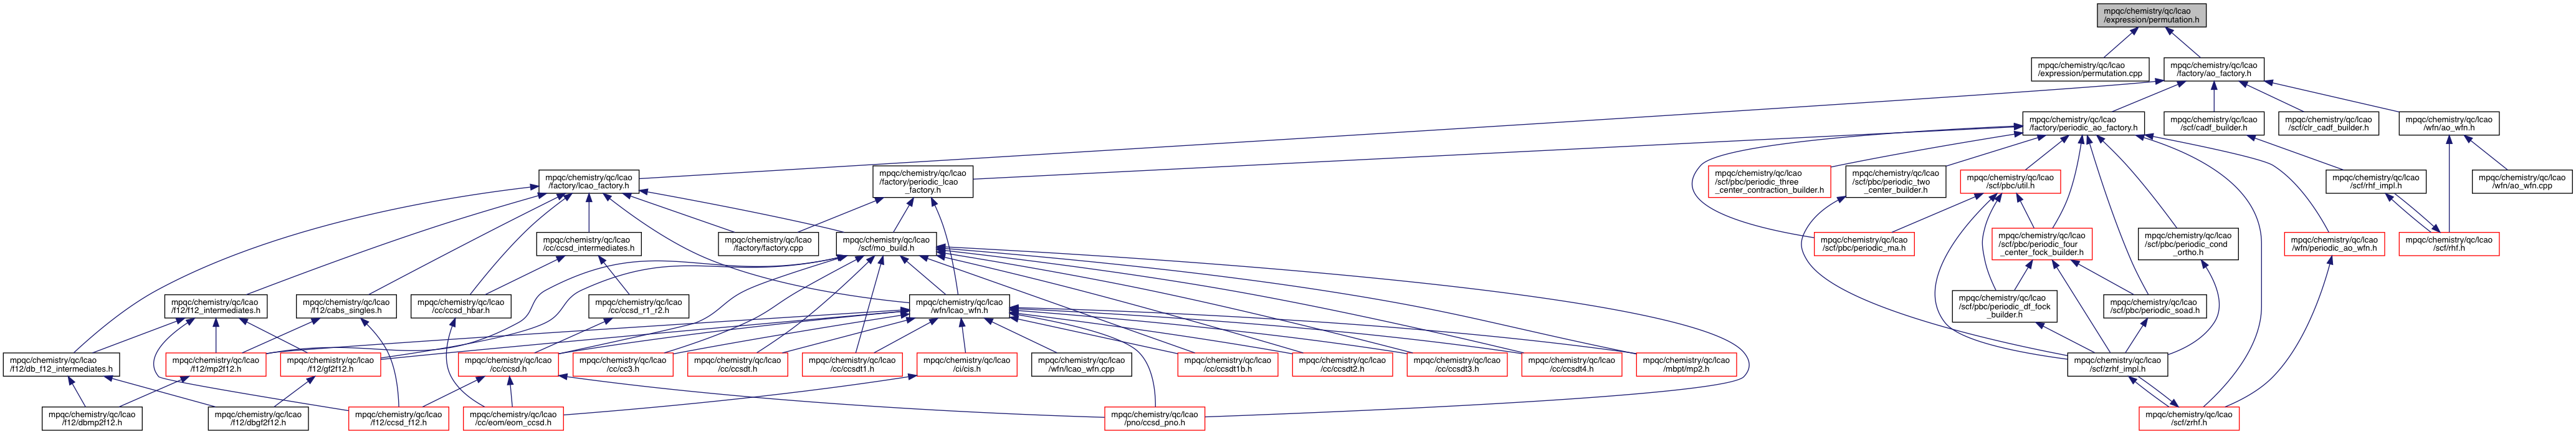 mpqc/chemistry/qc/lcao
/expression/permutation.h
mpqc/chemistry/qc/lcao
/expression/permutation.cpp
mpqc/chemistry/qc/lcao
/factory/ao_factory.h
mpqc/chemistry/qc/lcao
/factory/periodic_ao_factory.h
mpqc/chemistry/qc/lcao
/scf/cadf_builder.h
mpqc/chemistry/qc/lcao
/scf/clr_cadf_builder.h
mpqc/chemistry/qc/lcao
/wfn/ao_wfn.h
mpqc/chemistry/qc/lcao
/factory/lcao_factory.h
mpqc/chemistry/qc/lcao
/factory/periodic_lcao
_factory.h
mpqc/chemistry/qc/lcao
/scf/pbc/periodic_three
_center_contraction_builder.h
mpqc/chemistry/qc/lcao
/scf/pbc/periodic_two
_center_builder.h
mpqc/chemistry/qc/lcao
/scf/pbc/util.h
mpqc/chemistry/qc/lcao
/scf/rhf_impl.h
mpqc/chemistry/qc/lcao
/wfn/ao_wfn.cpp
mpqc/chemistry/qc/lcao
/cc/ccsd_intermediates.h
mpqc/chemistry/qc/lcao
/factory/factory.cpp
mpqc/chemistry/qc/lcao
/scf/mo_build.h
mpqc/chemistry/qc/lcao
/scf/pbc/periodic_ma.h
mpqc/chemistry/qc/lcao
/scf/pbc/periodic_four
_center_fock_builder.h
mpqc/chemistry/qc/lcao
/scf/pbc/periodic_cond
_ortho.h
mpqc/chemistry/qc/lcao
/wfn/periodic_ao_wfn.h
mpqc/chemistry/qc/lcao
/scf/rhf.h
mpqc/chemistry/qc/lcao
/f12/f12_intermediates.h
mpqc/chemistry/qc/lcao
/f12/cabs_singles.h
mpqc/chemistry/qc/lcao
/cc/ccsd_hbar.h
mpqc/chemistry/qc/lcao
/cc/ccsd_r1_r2.h
mpqc/chemistry/qc/lcao
/wfn/lcao_wfn.h
mpqc/chemistry/qc/lcao
/scf/pbc/periodic_df_fock
_builder.h
mpqc/chemistry/qc/lcao
/scf/pbc/periodic_soad.h
mpqc/chemistry/qc/lcao
/f12/db_f12_intermediates.h
mpqc/chemistry/qc/lcao
/f12/mp2f12.h
mpqc/chemistry/qc/lcao
/f12/gf2f12.h
mpqc/chemistry/qc/lcao
/cc/ccsd.h
mpqc/chemistry/qc/lcao
/cc/cc3.h
mpqc/chemistry/qc/lcao
/cc/ccsdt.h
mpqc/chemistry/qc/lcao
/cc/ccsdt1.h
mpqc/chemistry/qc/lcao
/ci/cis.h
mpqc/chemistry/qc/lcao
/wfn/lcao_wfn.cpp
mpqc/chemistry/qc/lcao
/cc/ccsdt1b.h
mpqc/chemistry/qc/lcao
/cc/ccsdt2.h
mpqc/chemistry/qc/lcao
/cc/ccsdt3.h
mpqc/chemistry/qc/lcao
/cc/ccsdt4.h
mpqc/chemistry/qc/lcao
/mbpt/mp2.h
mpqc/chemistry/qc/lcao
/scf/zrhf_impl.h
mpqc/chemistry/qc/lcao
/f12/dbmp2f12.h
mpqc/chemistry/qc/lcao
/f12/dbgf2f12.h
mpqc/chemistry/qc/lcao
/f12/ccsd_f12.h
mpqc/chemistry/qc/lcao
/cc/eom/eom_ccsd.h
mpqc/chemistry/qc/lcao
/pno/ccsd_pno.h
mpqc/chemistry/qc/lcao
/scf/zrhf.h